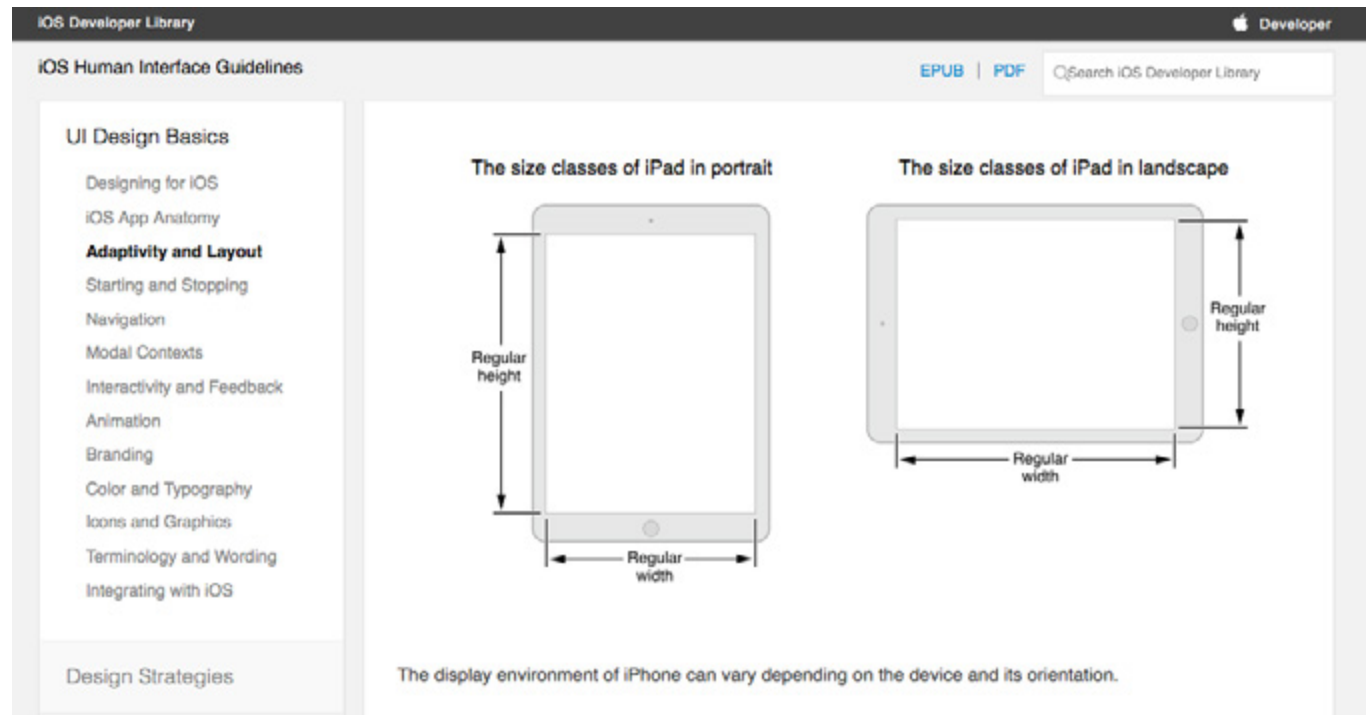 iOS Developer Library
Developer
iOS Human Interface Guidelines
EPUB | PDF
Search iOS Developer Library
UI Design Basics
Designing for iOS
iOS App Anatomy
Adaptivity and Layout
Starting and Stopping
Navigation
Modal Contexts
Interactivity and Feedback
Animation
Branding
Color and Typography
Icons and Graphics
Terminology and Wording
Integrating with iOS
Design Strategies
The size classes of iPad in portrait
Regular
height
Regular
width
The size classes of iPad in landscape
Regular
height
Regular
width
The display environment of iPhone can vary depending on the device and its orientation.